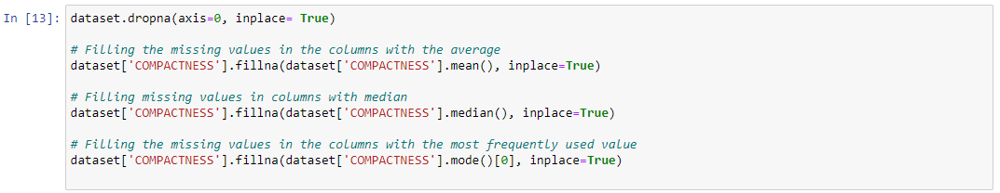 In [13]: dataset.dropna(axis=0, inplace= True)
# Filling the missing values in the columns with the average
dataset['COMPACTNESS'].fillna(dataset['COMPACTNESS'].mean(), inplace=True)
# Filling missing values in columns with median
dataset['COMPACTNESS'].fillna(dataset['COMPACTNESS'].median(), inplace=True)
# Filling the missing values in the columns with the most frequently used value
dataset['COMPACTNESS'].fillna(dataset['COMPACTNESS'].mode()[0], inplace=True)